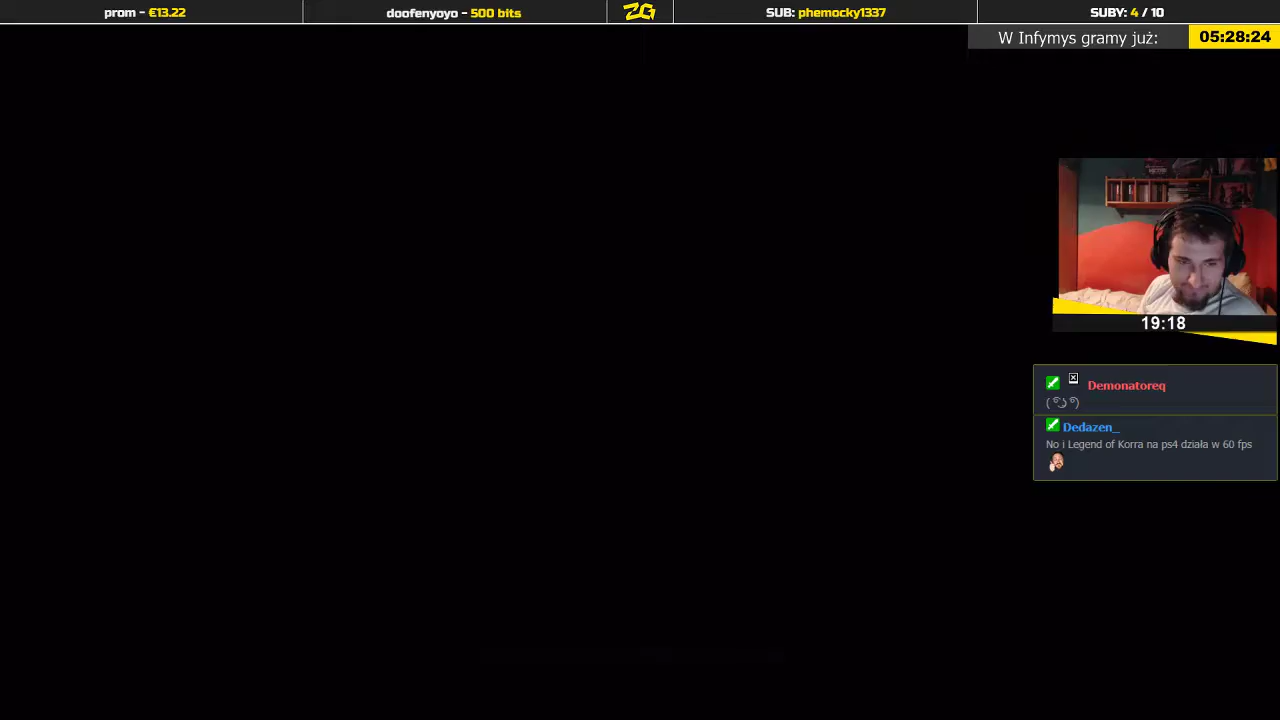 prom - €13.22
doofenyoyo - 500 bits
ZG
SUB: phemocky1337
SUBY: 4 / 10
W Infymys gramy już:
05:28:24
19:18
Demonatoreq
( ͡° ͜ʖ ͡°)
Dedazen_
No i Legend of Korra na ps4 działa w 60 fps